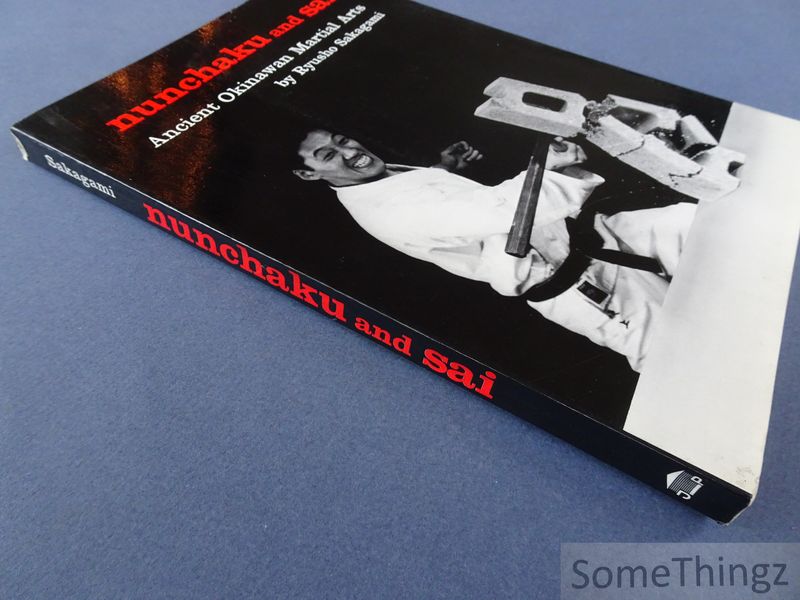 nunchaku and sai
Ancient Okinawan Martial Arts
by Ryusho Sakagami
Sakagami
nunchaku and sai
SomeThingz